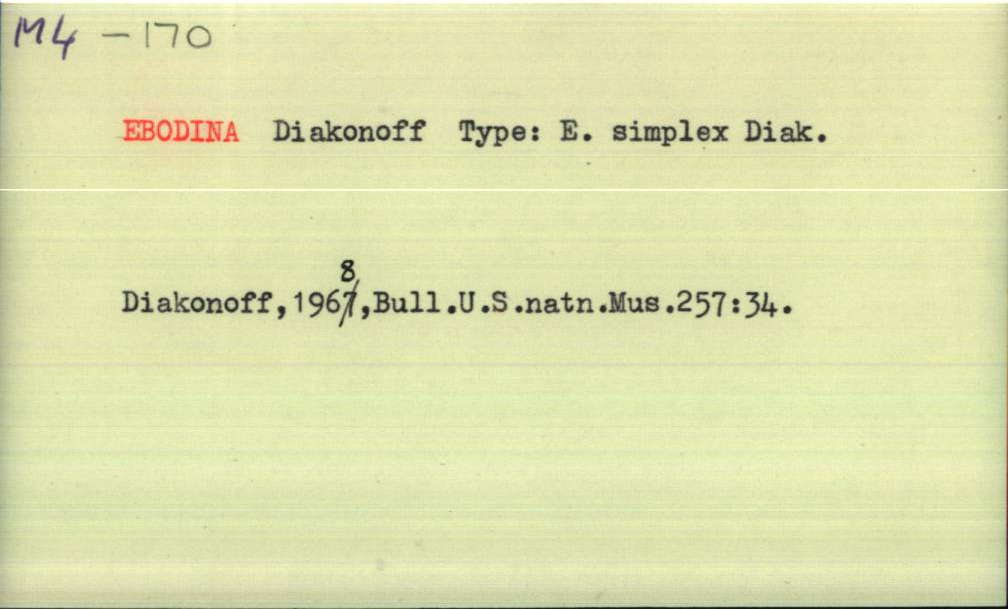 M4 - 170
EBODINA Diakonoff Type: E. simplex Diak.
8
Diakonoff,1967,Bull.U.S.natn.Mus.257:34.